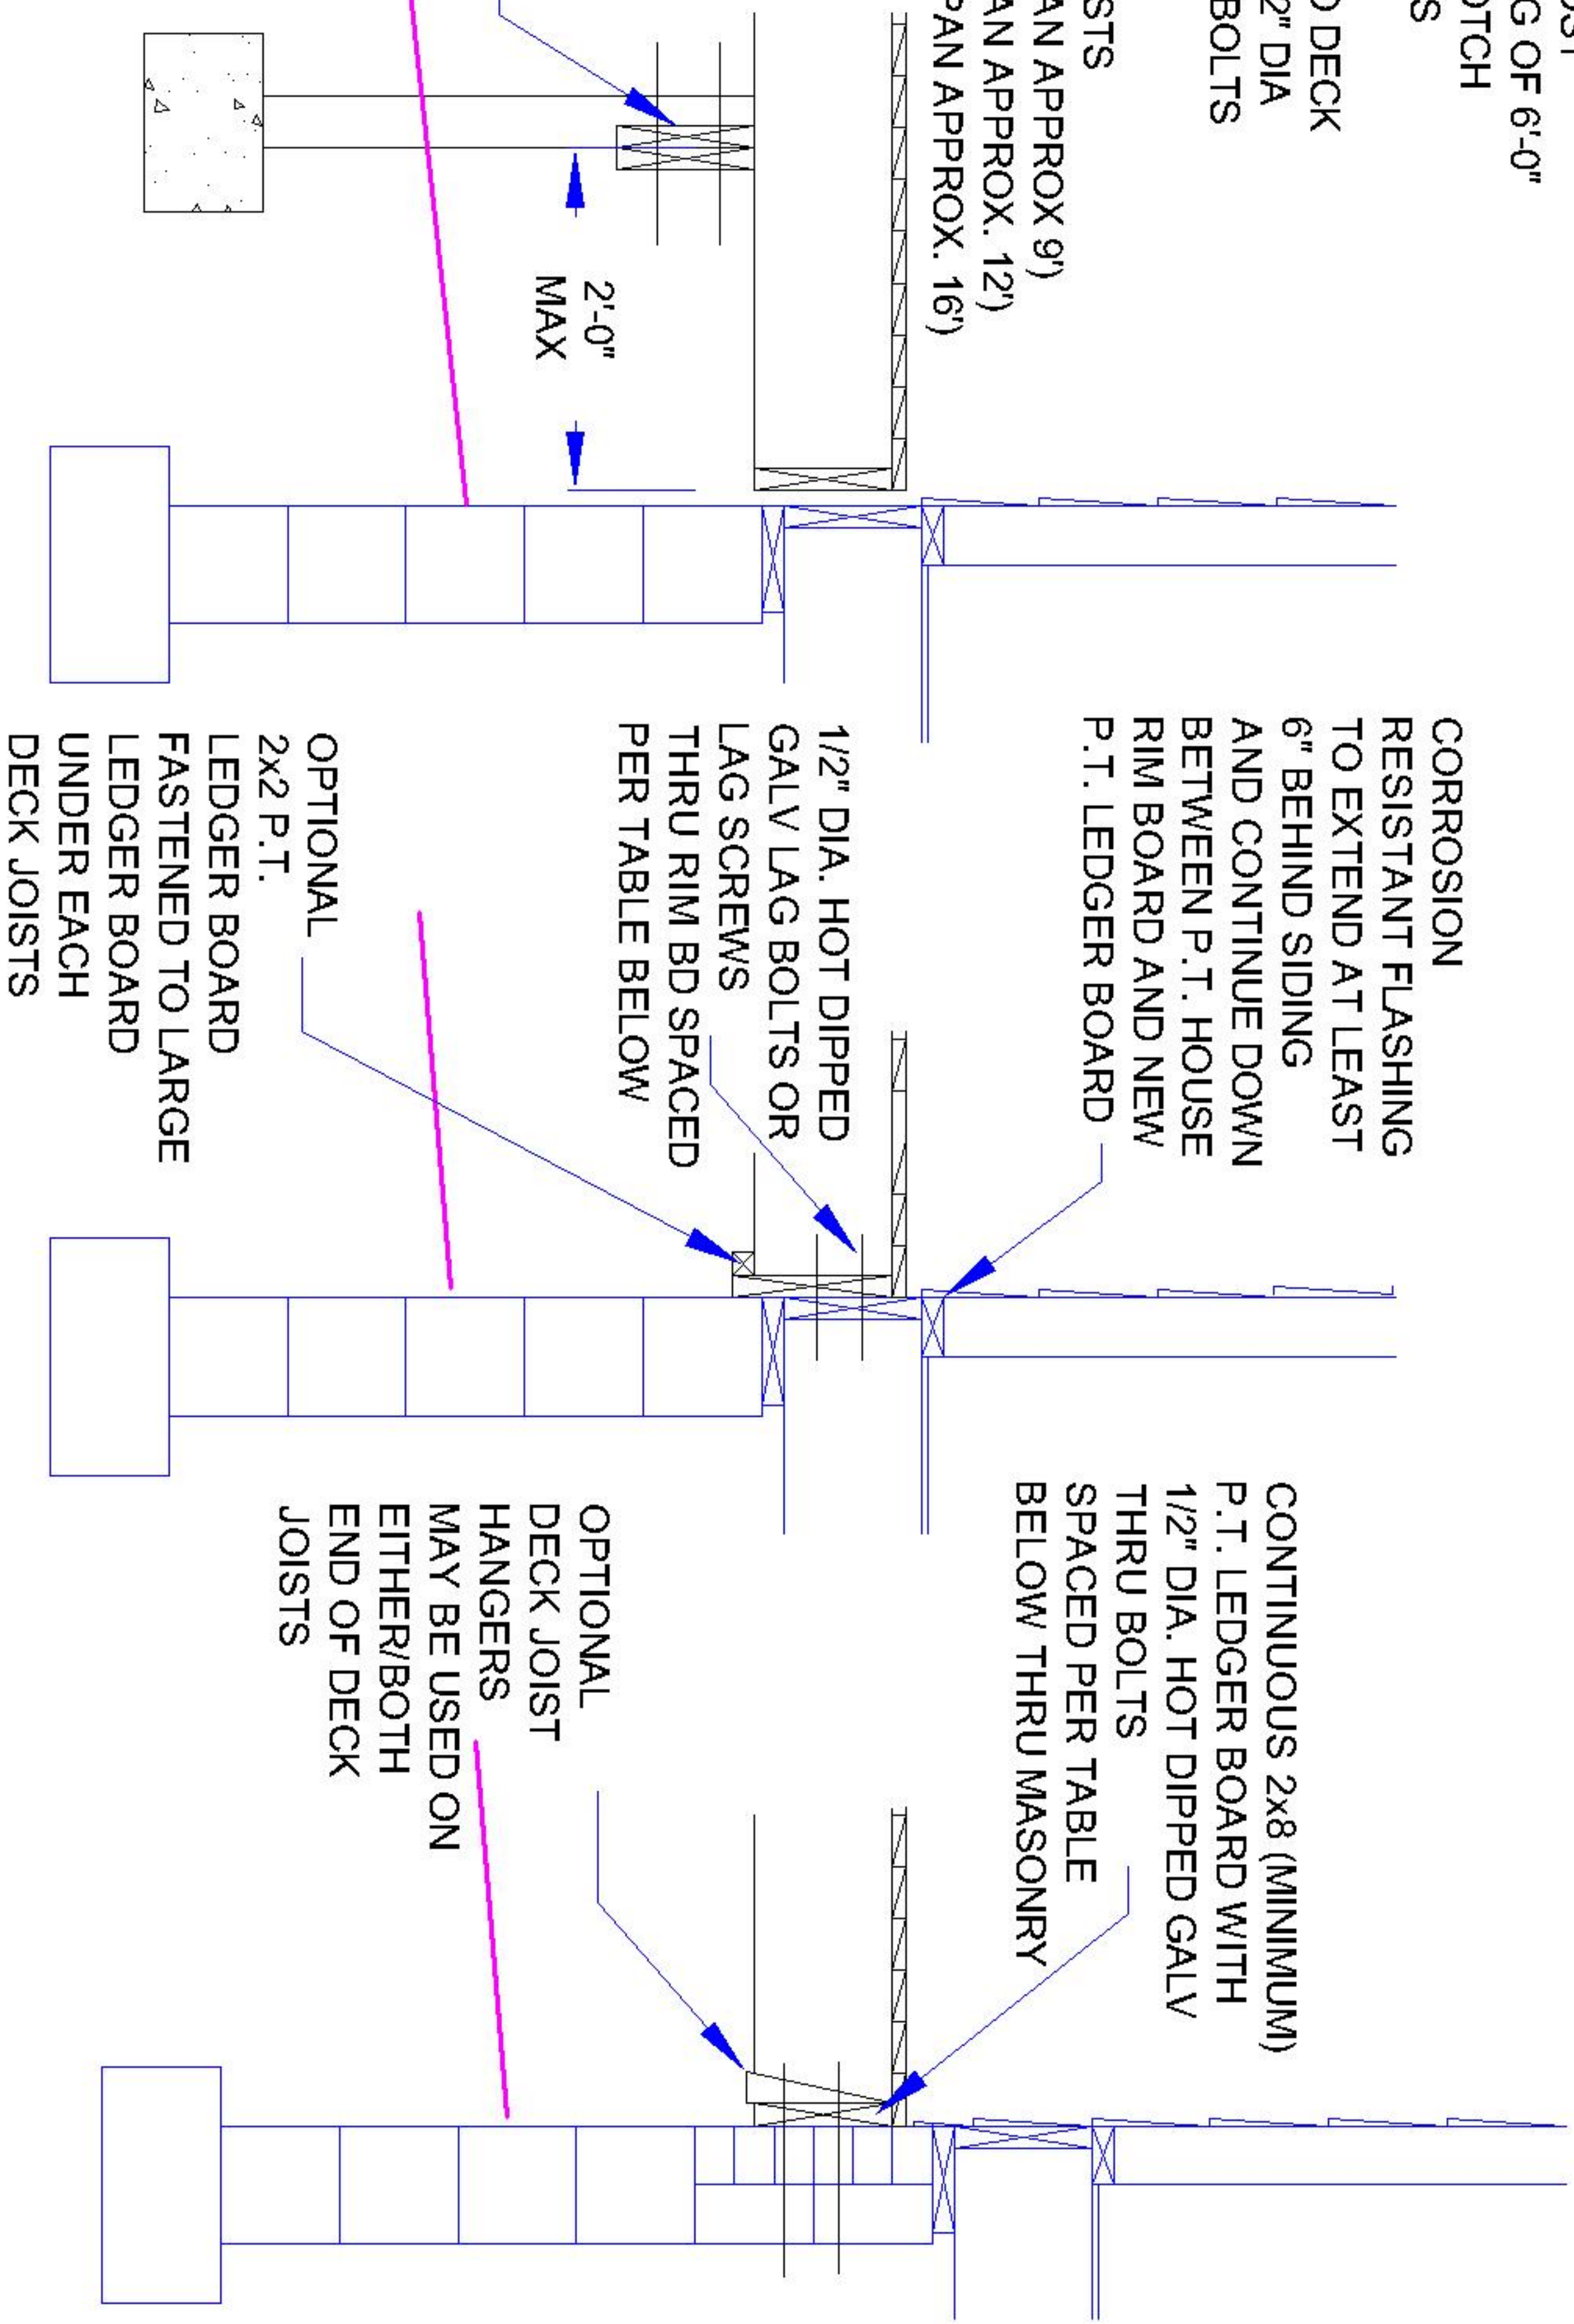 G OF 6'-0"
OTCH
S
D DECK
2" DIA
BOLTS
STS
AN APPROX 9')
AN APPROX. 12')
PAN APPROX. 16')
2'-0"
MAX
CORROSION
RESISTANT FLASHING
TO EXTEND AT LEAST
6" BEHIND SIDING
AND CONTINUE DOWN
BETWEEN P.T. HOUSE
RIM BOARD AND NEW
P.T. LEDGER BOARD
1/2" DIA. HOT DIPPED
GALV LAG BOLTS OR
LAG SCREWS
THRU RIM BD SPACED
PER TABLE BELOW
OPTIONAL
2x2 P.T.
LEDGER BOARD
FASTENED TO LARGE
LEDGER BOARD
UNDER EACH
DECK JOISTS
CONTINUOUS 2x8 (MINIMUM)
P.T. LEDGER BOARD WITH
1/2" DIA. HOT DIPPED GALV
THRU BOLTS
SPACED PER TABLE
BELOW THRU MASONRY
OPTIONAL
DECK JOIST
HANGERS
MAY BE USED ON
EITHER/BOTH
END OF DECK
JOISTS